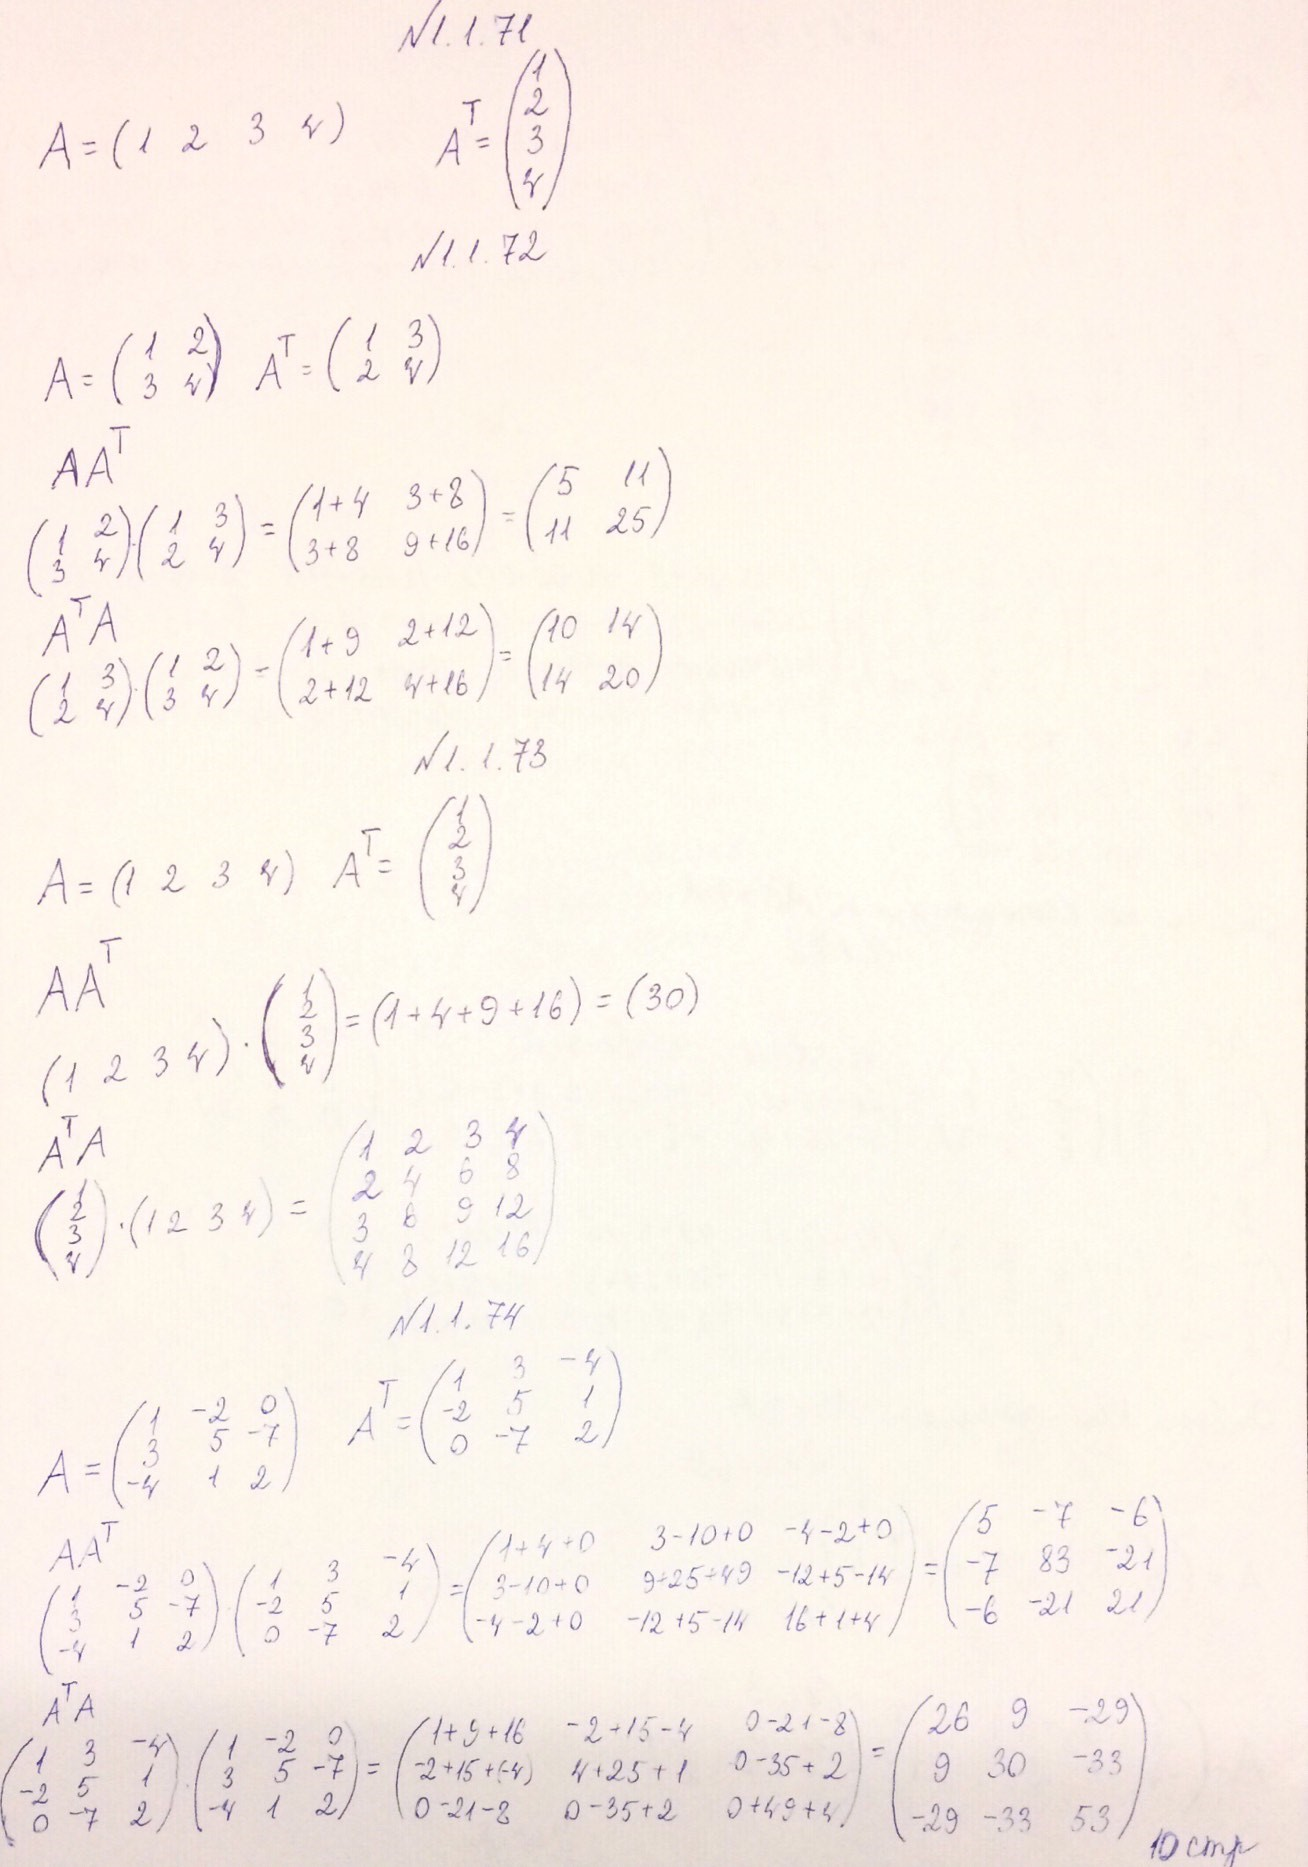 №1.1.71
A = (1 2 3 4) Aᵀ = (1
2
3
4)
№1.1.72
A = (1 2
3 4) Aᵀ = (1 3
2 4)
AAᵀ
(1 2
3 4) · (1 3
2 4) = (1+4 3+8
3+8 9+16) = (5 11
11 25)
AᵀA
(1 3
2 4) · (1 2
3 4) = (1+9 2+12
2+12 4+16) = (10 14
14 20)
№1.1.73
A = (1 2 3 4) Aᵀ = (1
2
3
4)
AAᵀ
(1 2 3 4) · (1
2
3
4) = (1+4+9+16) = (30)
AᵀA
(1
2
3
4) · (1 2 3 4) = (1 2 3 4
2 4 6 8
3 6 9 12
4 8 12 16)
№1.1.74
A = (1 -2 0
3 5 -7
-4 1 2) Aᵀ = (1 3 -4
-2 5 1
0 -7 2)
AAᵀ
(1 -2 0
3 5 -7
-4 1 2) · (1 3 -4
-2 5 1
0 -7 2) = (1+4+0 3-10+0 -4-2+0
3-10+0 9+25+49 -12+5-14
-4-2+0 -12+5-14 16+1+4) = (5 -7 -6
-7 83 -21
-6 -21 21)
AᵀA
(1 3 -4
-2 5 1
0 -7 2) · (1 -2 0
3 5 -7
-4 1 2) = (1+9+16 -2+15-4 0-21-8
-2+15+(-4) 4+25+1 0-35+2
0-21-8 0-35+2 0+49+4) = (26 9 -29
9 30 -33
-29 -33 53)
10 стр